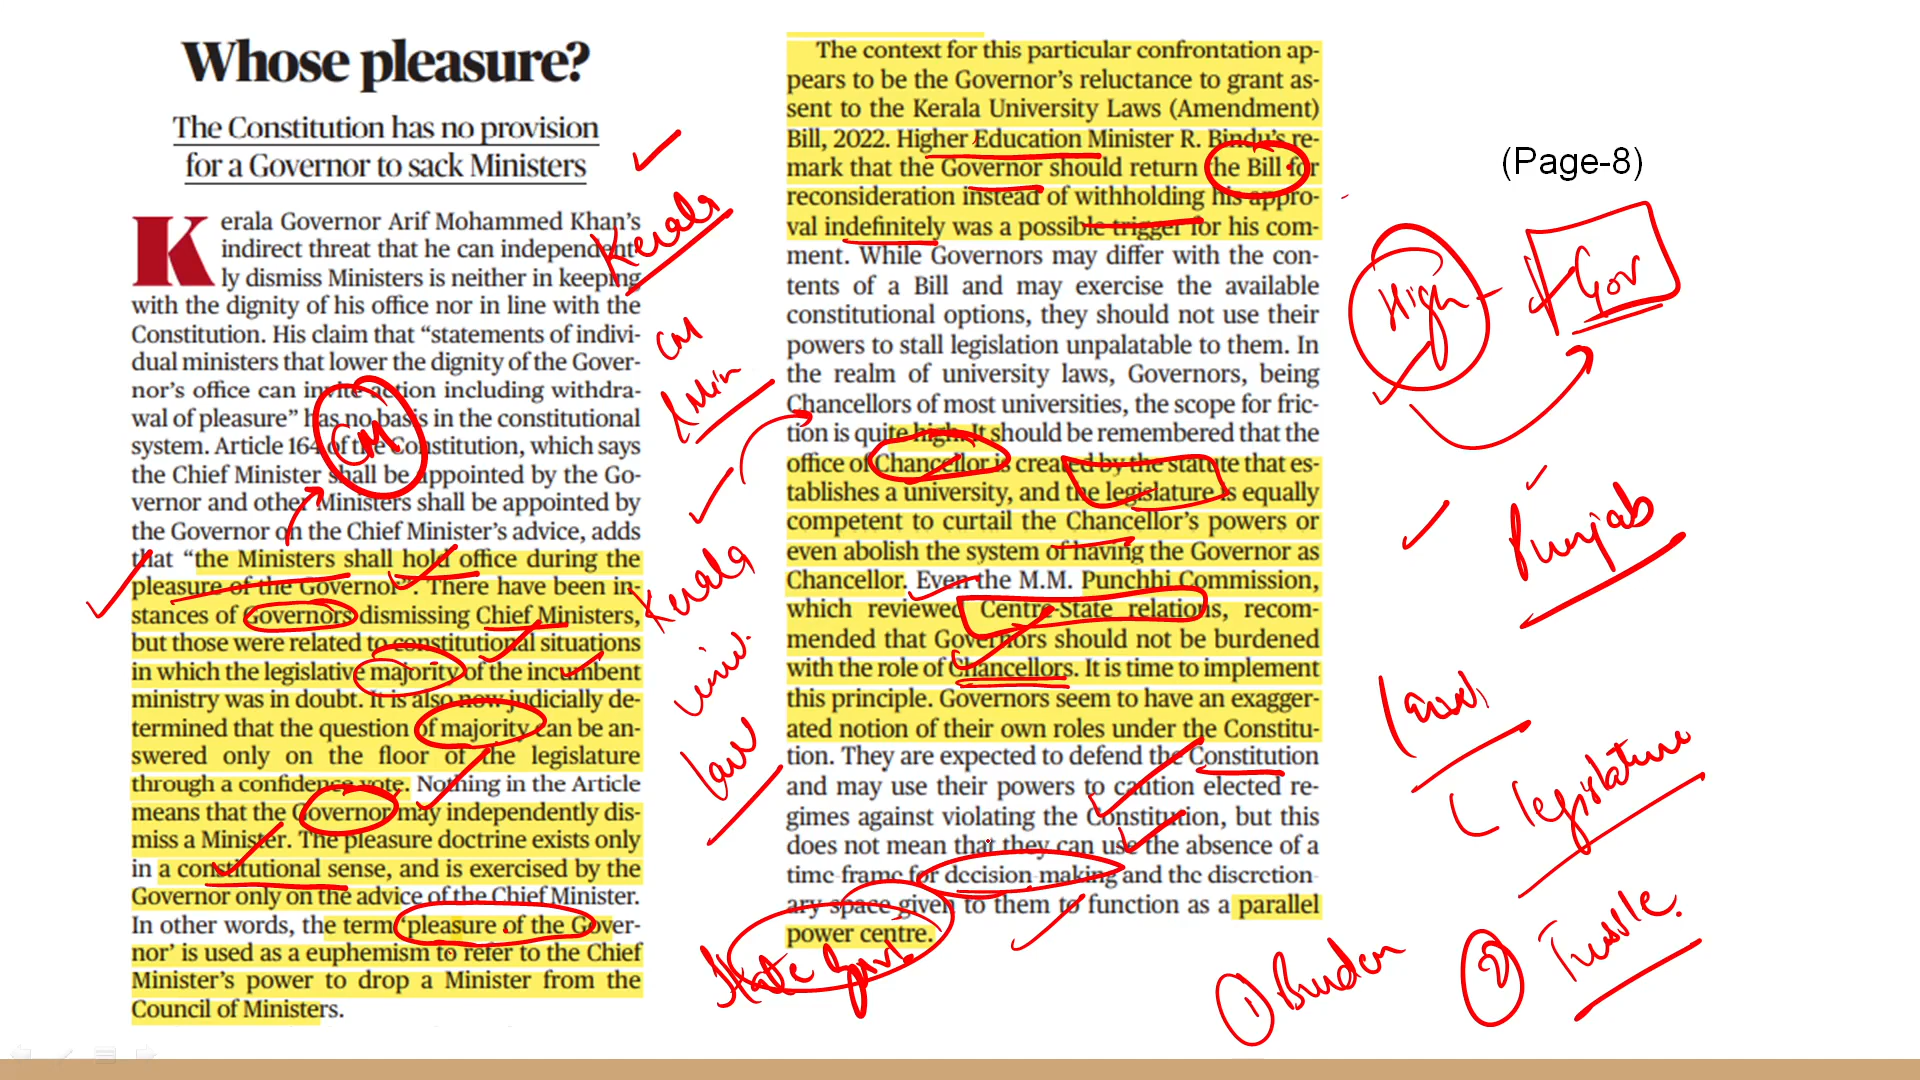 Whose pleasure?
The Constitution has no provision
for a Governor to sack Ministers
Kerala Governor Arif Mohammed Khan's
indirect threat that he can independent-
ly dismiss Ministers is neither in keeping
with the dignity of his office nor in line with the
Constitution. His claim that “statements of indivi-
dual ministers that lower the dignity of the Gover-
nor's office can invite action including withdra-
wal of pleasure” has no basis in the constitutional
system. Article 164 of the Constitution, which says
the Chief Minister shall be appointed by the Go-
vernor and other Ministers shall be appointed by
the Governor on the Chief Minister's advice, adds
that “the Ministers shall hold office during the
pleasure of the Governor”. There have been in-
stances of Governors dismissing Chief Ministers,
but those were related to constitutional situations
in which the legislative majority of the incumbent
ministry was in doubt. It is also now judicially de-
termined that the question of majority can be an-
swered only on the floor of the legislature
through a confidence vote. Nothing in the Article
means that the Governor may independently dis-
miss a Minister. The pleasure doctrine exists only
in a constitutional sense, and is exercised by the
Governor only on the advice of the Chief Minister.
In other words, the term ‘pleasure of the Gover-
nor’ is used as a euphemism to refer to the Chief
Minister's power to drop a Minister from the
Council of Ministers.
CM
Kerala
CM
Min
Kerala
Univ.
Law
State Govt.
The context for this particular confrontation ap-
pears to be the Governor's reluctance to grant as-
sent to the Kerala University Laws (Amendment)
Bill, 2022. Higher Education Minister R. Bindu's re-
mark that the Governor should return the Bill for
reconsideration instead of withholding his appro-
val indefinitely was a possible trigger for his com-
ment. While Governors may differ with the con-
tents of a Bill and may exercise the available
constitutional options, they should not use their
powers to stall legislation unpalatable to them. In
the realm of university laws, Governors, being
Chancellors of most universities, the scope for fric-
tion is quite high. It should be remembered that the
office of Chancellor is created by the statute that es-
tablishes a university, and the legislature is equally
competent to curtail the Chancellor's powers or
even abolish the system of having the Governor as
Chancellor. Even the M.M. Punchhi Commission,
which reviewed Centre-State relations, recom-
mended that Governors should not be burdened
with the role of Chancellors. It is time to implement
this principle. Governors seem to have an exagger-
ated notion of their own roles under the Constitu-
tion. They are expected to defend the Constitution
and may use their powers to caution elected re-
gimes against violating the Constitution, but this
does not mean that they can use the absence of a
time-frame for decision-making and the discretion-
ary space given to them to function as a parallel
power centre.
(Page-8)
High
Gov
Punjab
Legislature
1 Burden
2 Tussle.